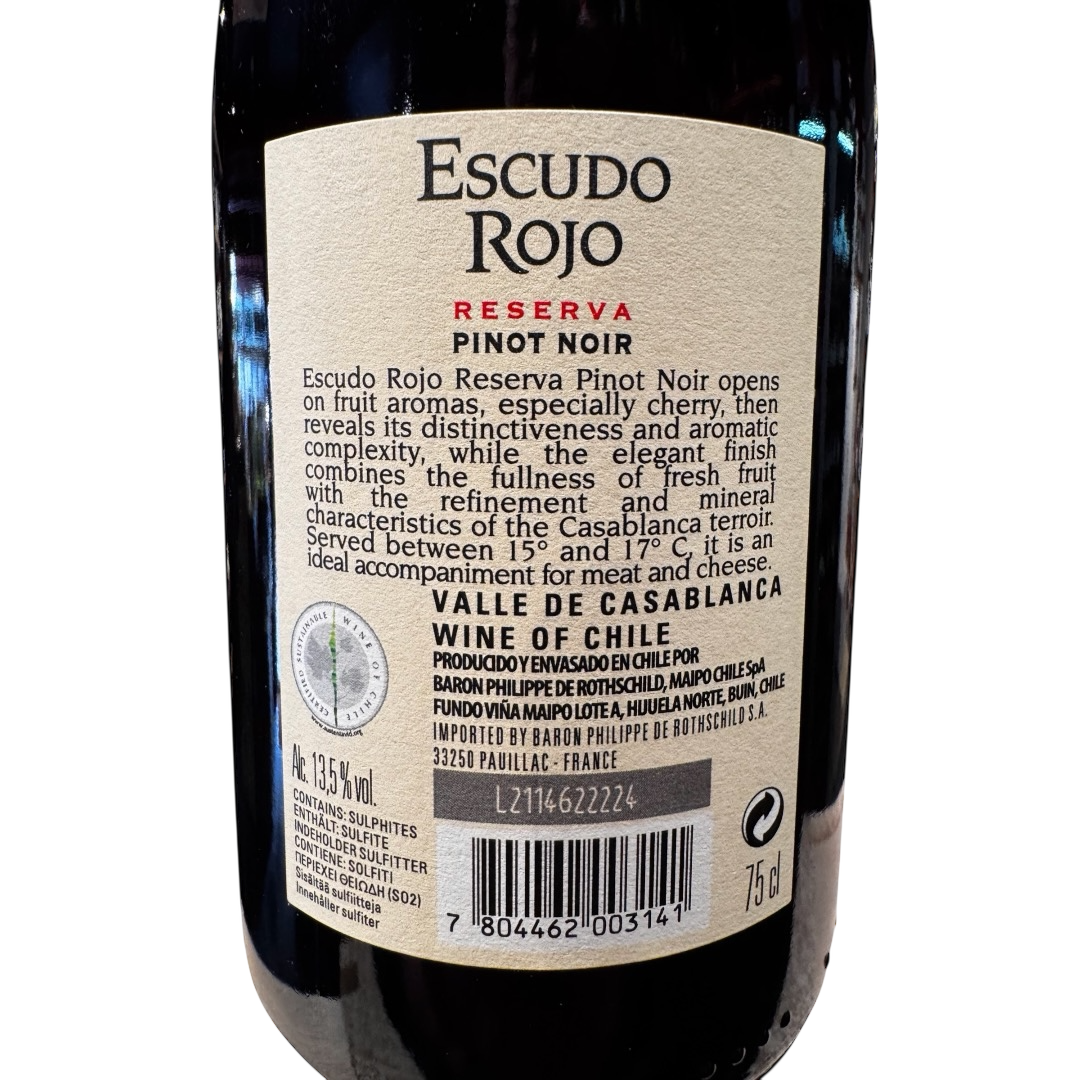 ESCUDO
ROJO
RESERVA
PINOT NOIR
Escudo Rojo Reserva Pinot Noir opens
on fruit aromas, especially cherry, then
reveals its distinctiveness and aromatic
complexity, while the elegant finish
combines the fullness of fresh fruit
with the refinement and mineral
characteristics of the Casablanca terroir.
Served between 15° and 17° C, it is an
ideal accompaniment for meat and cheese.
VALLE DE CASABLANCA
WINE OF CHILE
PRODUCIDO Y ENVASADO EN CHILE POR
BARON PHILIPPE DE ROTHSCHILD, MAIPO CHILE SpA
FUNDO VIÑA MAIPO LOTE A, HIJUELA NORTE, BUIN, CHILE
IMPORTED BY BARON PHILIPPE DE ROTHSCHILD S.A.
33250 PAUILLAC - FRANCE
L2114622224
CERTIFIED SUSTAINABLE WINE OF CHILE
Alc. 13,5 % vol.
CONTAINS: SULPHITES
ENTHÄLT: SULFITE
INDEHOLDER SULFITTER
CONTIENE: SOLFITI
ΠΕΡΙΕΧΕΙ ΘΕΙΩΔΗ (SO2)
Sisältää sulfiitteja
Innehåller sulfiter
7 804462 003141
75 cl